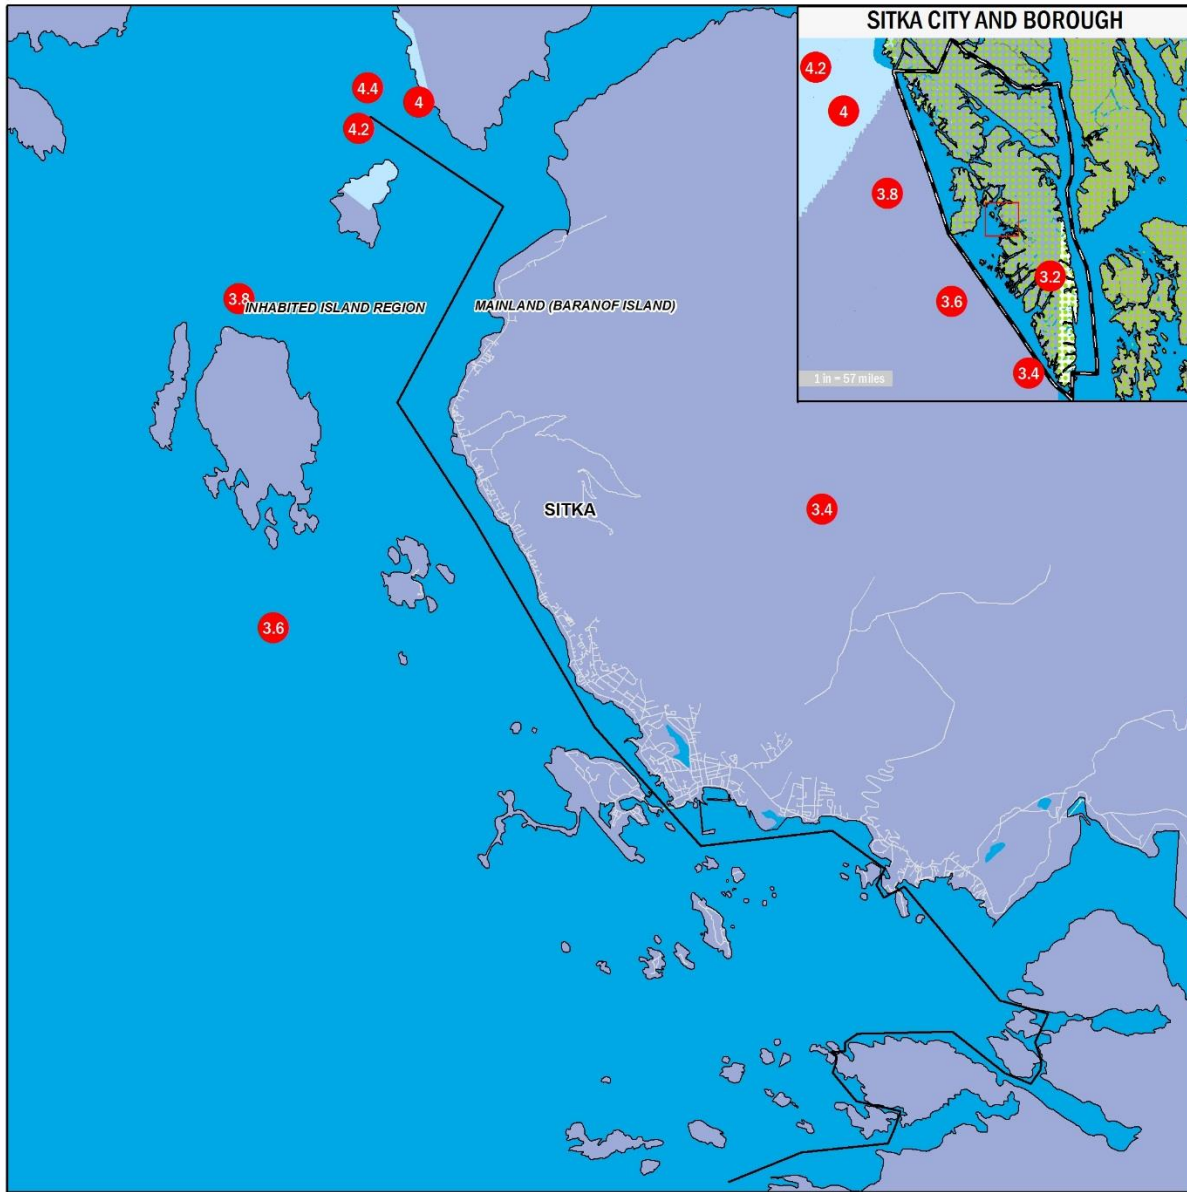 SITKA CITY AND BOROUGH
4.2
4
3.8
3.2
3.6
3.4
1 in = 57 miles
4.4
4
4.2
3.8
INHABITED ISLAND REGION
MAINLAND (BARANOF ISLAND)
SITKA
3.4
3.6